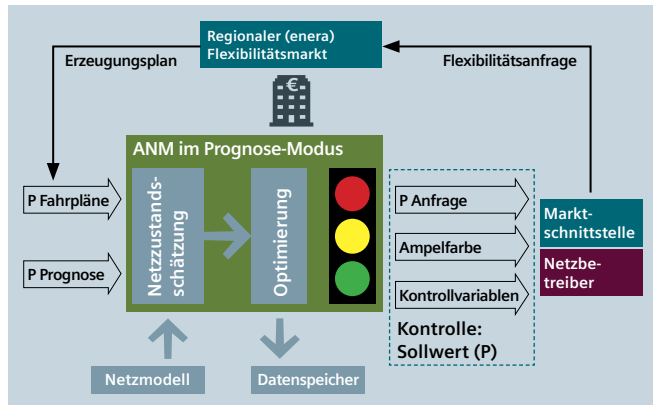 Regionaler (enera)
Flexibilitätsmarkt
Erzeugungsplan
Flexibilitätsanfrage
ANM im Prognose-Modus
P Fahrpläne
P Prognose
Netzzustands-
schätzung
Optimierung
P Anfrage
Ampelfarbe
Kontrollvariablen
Kontrolle:
Sollwert (P)
Markt-
schnittstelle
Netzbe-
treiber
Netzmodell
Datenspeicher